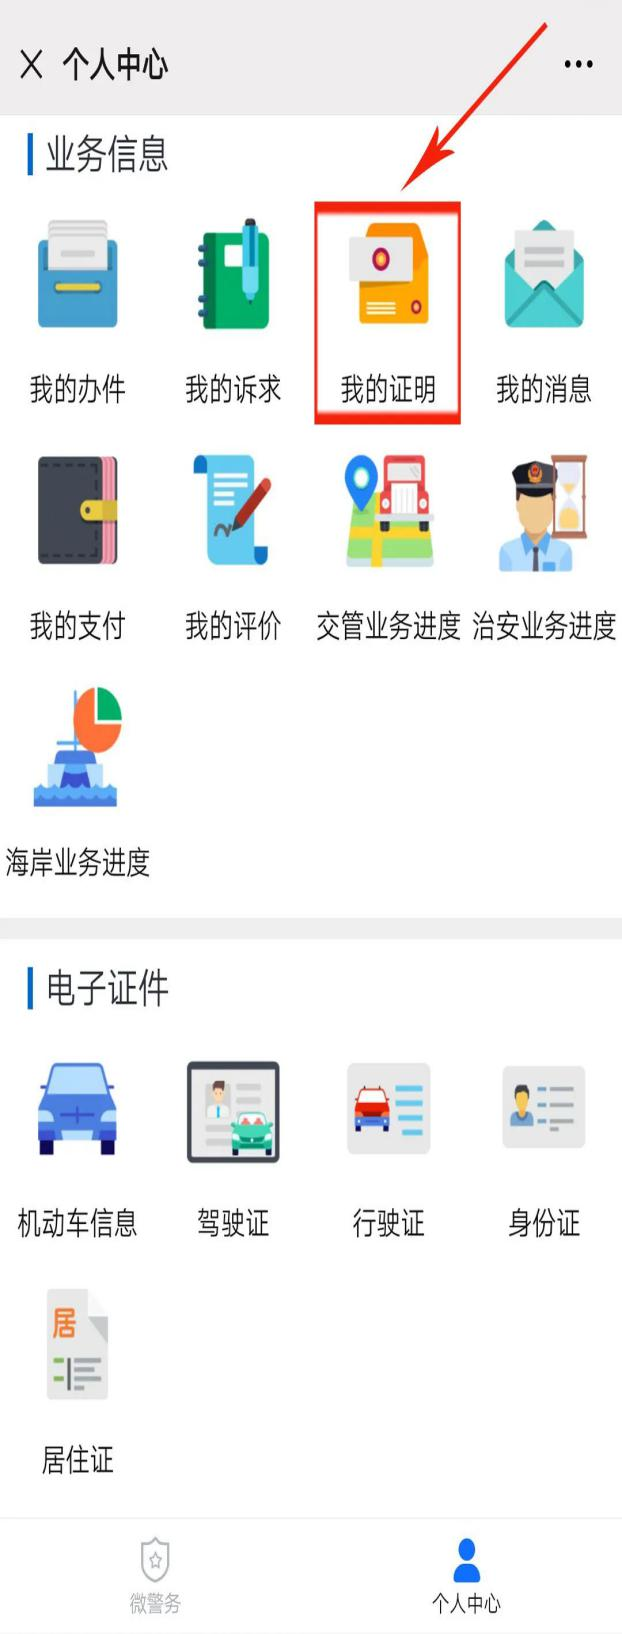 个人中心
业务信息
我的办件 我的诉求 我的证明 我的消息
我的支付 我的评价 交管业务进度 治安业务进度
海岸业务进度
电子证件
机动车信息 驾驶证 行驶证 身份证
居
居住证
微警务 个人中心